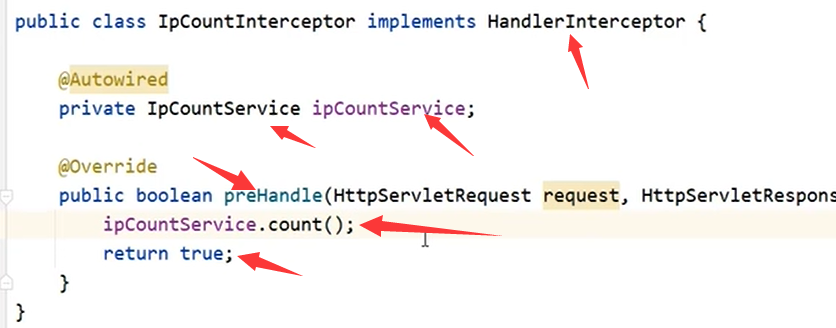 public class IpCountInterceptor implements HandlerInterceptor {
@Autowired
private IpCountService ipCountService;
@Override
public boolean preHandle(HttpServletRequest request, HttpServletRespons
ipCountService.count();
return true;
}
}